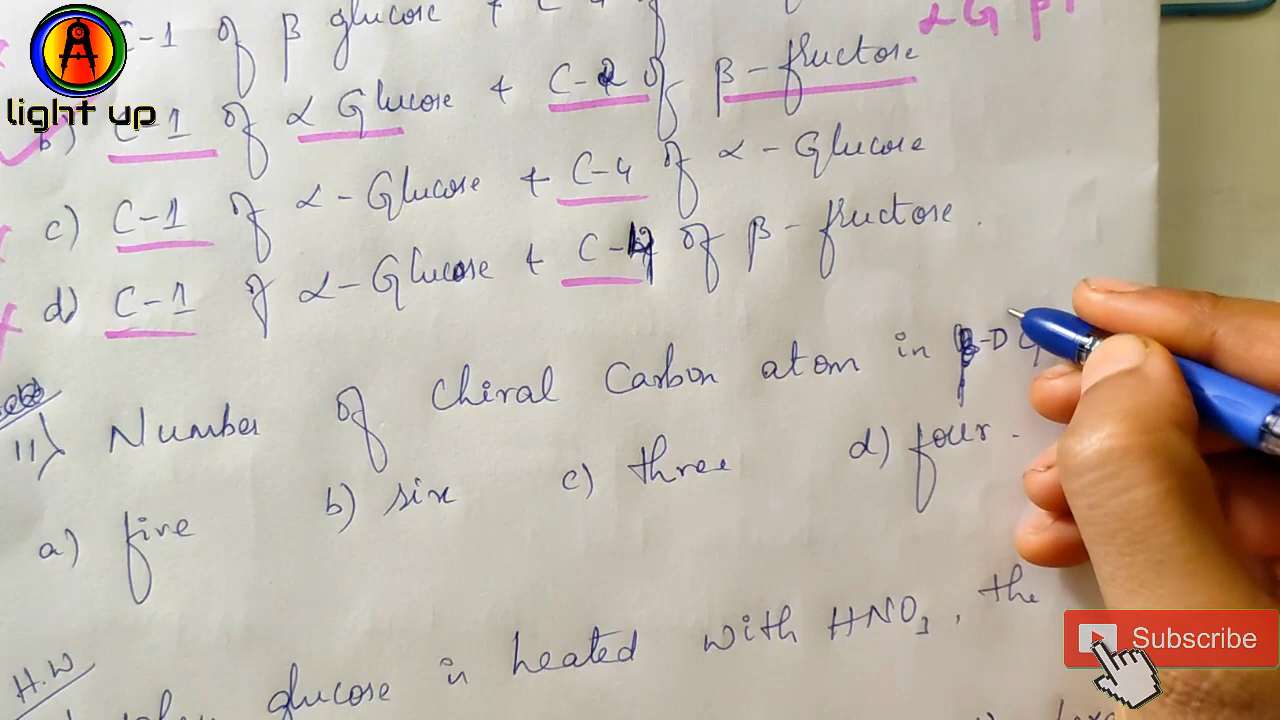 C-1 of β glucose +
light up
b) C-1 of α Glucose + C-2 of β-fructose
c) C-1 of α-Glucose + C-4 of α-Glucose
d) C-1 of α-Glucose + of β-fructose.
11) Number of Chiral Carbon atom in β-D
a) five b) six c) three d) four.
H.W
glucose is heated with HNO3, the
Subscribe